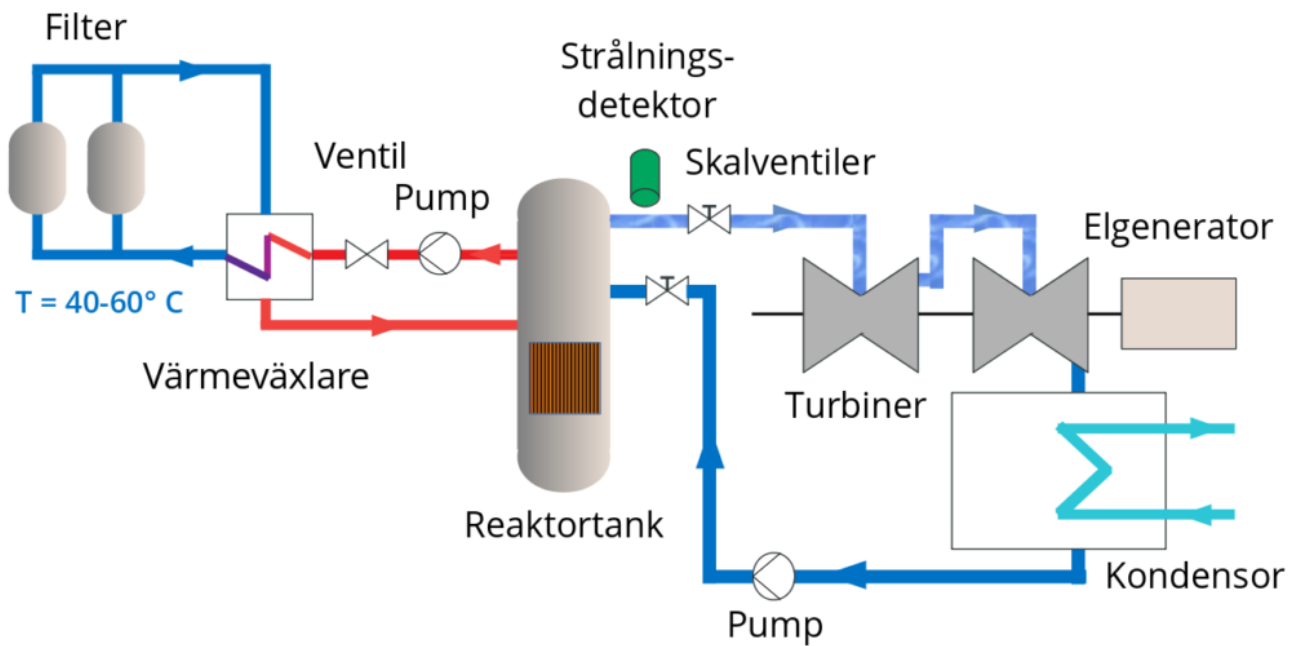 Filter
Strålnings-
detektor
Ventil
Pump
Skalventiler
Elgenerator
T = 40-60° C
Värmeväxlare
Turbiner
Reaktortank
Kondensor
Pump